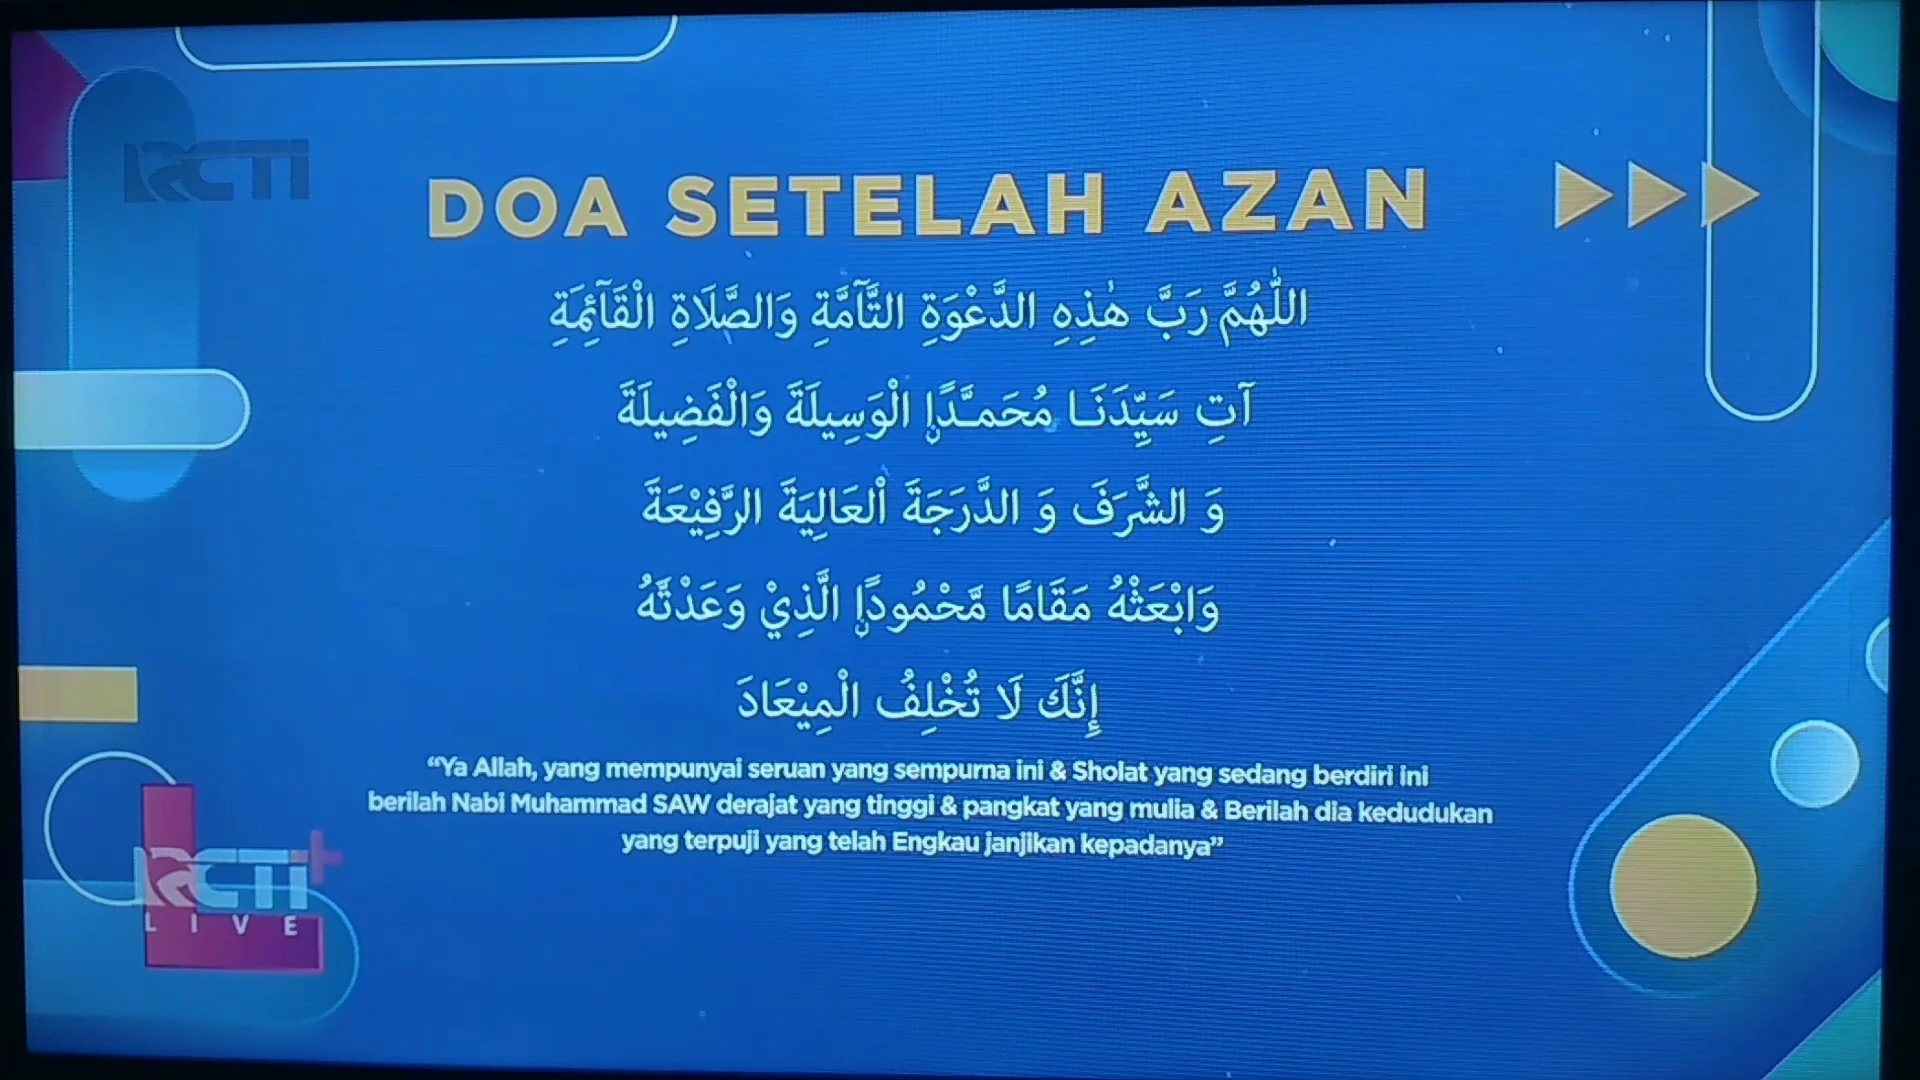 RCTI
DOA SETELAH AZAN
اللّٰهُمَّ رَبَّ هٰذِهِ الدَّعْوَةِ التَّآمَّةِ وَالصَّلَاةِ الْقَآئِمَةِ
آتِ سَيِّدَنَا مُحَمَّدًاۨ الْوَسِيلَةَ وَالْفَضِيلَةَ
وَ الشَّرَفَ وَ الدَّرَجَةَ اْلعَالِيَةَ الرَّفِيْعَةَ
وَابْعَثْهُ مَقَامًا مَّحْمُودًاۨ الَّذِيْ وَعَدْتَّهُ
إِنَّكَ لَا تُخْلِفُ الْمِيْعَادَ
“Ya Allah, yang mempunyai seruan yang sempurna ini & Sholat yang sedang berdiri ini
berilah Nabi Muhammad SAW derajat yang tinggi & pangkat yang mulia & Berilah dia kedudukan
yang terpuji yang telah Engkau janjikan kepadanya”
RCTI+
LIVE